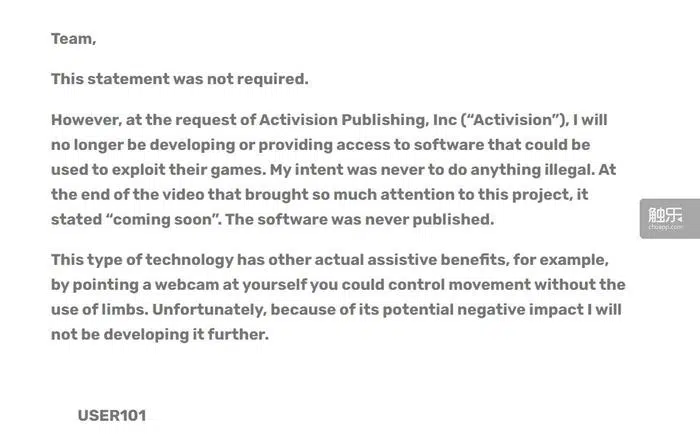 Team,
This statement was not required.
However, at the request of Activision Publishing, Inc (“Activision”), I will
no longer be developing or providing access to software that could be
used to exploit their games. My intent was never to do anything illegal. At
the end of the video that brought so much attention to this project, it
stated “coming soon”. The software was never published.
触乐
chuapp.com
This type of technology has other actual assistive benefits, for example,
by pointing a webcam at yourself you could control movement without the
use of limbs. Unfortunately, because of its potential negative impact I will
not be developing it further.
USER101